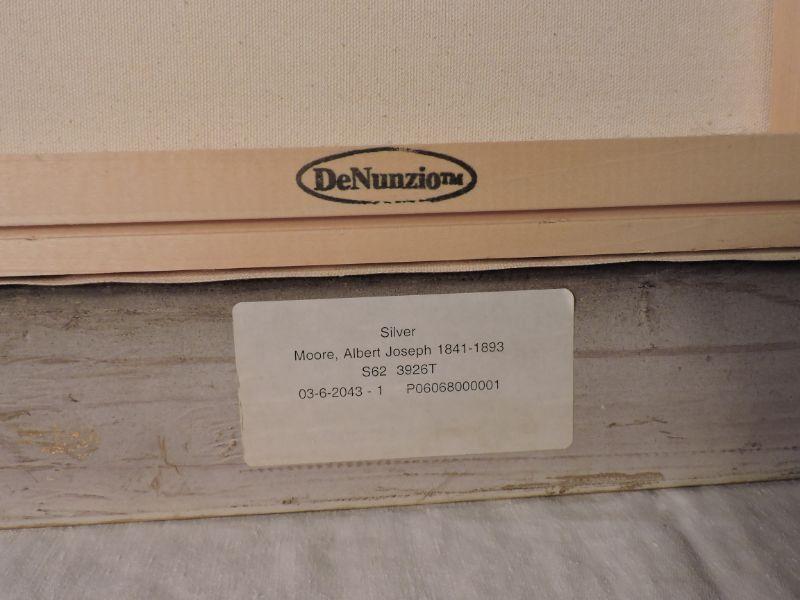 DeNunzio™
Silver
Moore, Albert Joseph 1841-1893
S62 3926T
03-6-2043 - 1 P06068000001